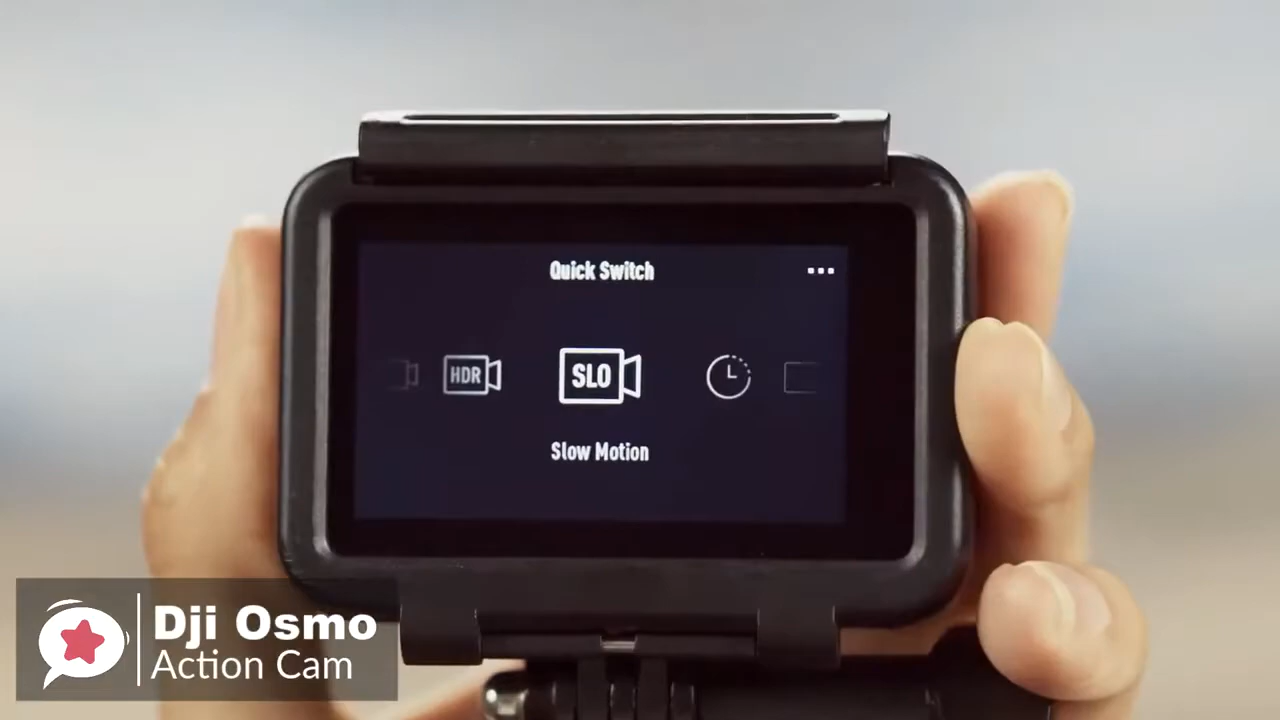 Quick Switch
HDR
SLO
Slow Motion
Dji Osmo
Action Cam